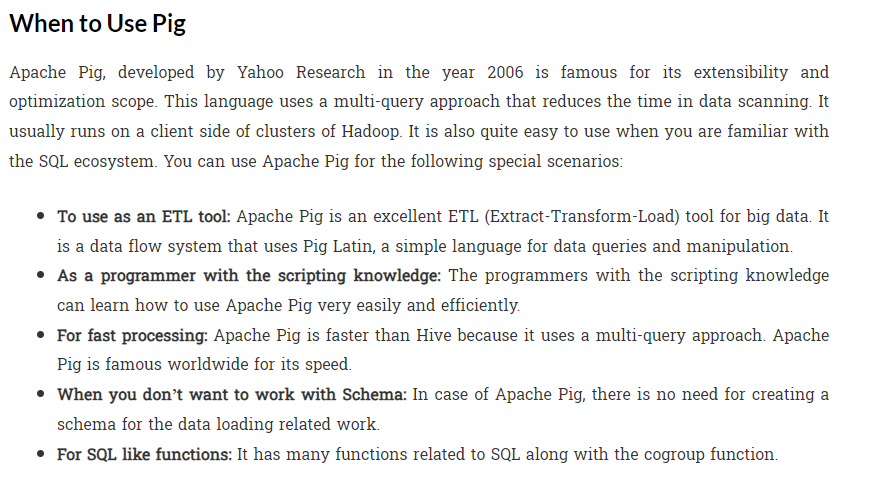 When to Use Pig
Apache Pig, developed by Yahoo Research in the year 2006 is famous for its extensibility and
optimization scope. This language uses a multi-query approach that reduces the time in data scanning. It
usually runs on a client side of clusters of Hadoop. It is also quite easy to use when you are familiar with
the SQL ecosystem. You can use Apache Pig for the following special scenarios:
• To use as an ETL tool: Apache Pig is an excellent ETL (Extract-Transform-Load) tool for big data. It
is a data flow system that uses Pig Latin, a simple language for data queries and manipulation.
• As a programmer with the scripting knowledge: The programmers with the scripting knowledge
can learn how to use Apache Pig very easily and efficiently.
• For fast processing: Apache Pig is faster than Hive because it uses a multi-query approach. Apache
Pig is famous worldwide for its speed.
• When you don’t want to work with Schema: In case of Apache Pig, there is no need for creating a
schema for the data loading related work.
• For SQL like functions: It has many functions related to SQL along with the cogroup function.